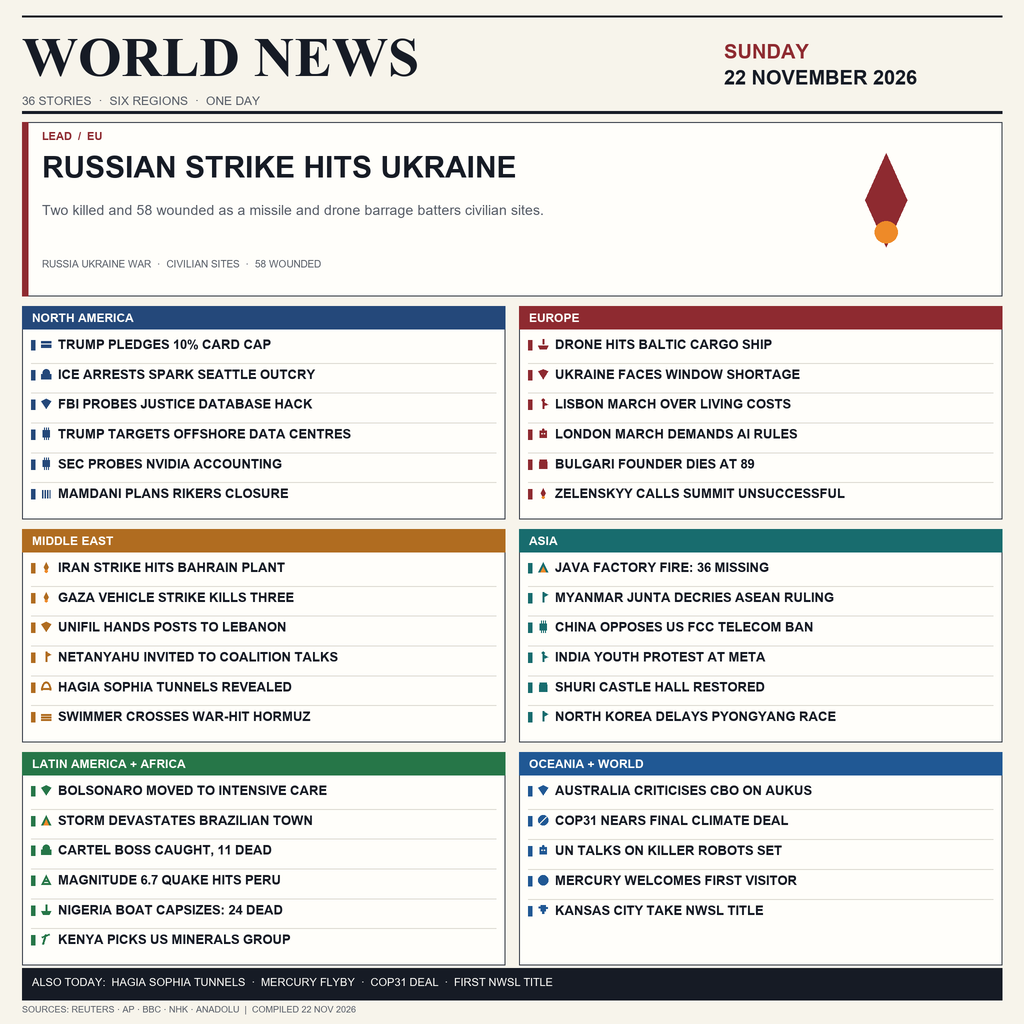 WORLD NEWS
36 STORIES · SIX REGIONS · ONE DAY
SUNDAY
22 NOVEMBER 2026
LEAD / EU
RUSSIAN STRIKE HITS UKRAINE
Two killed and 58 wounded as a missile and drone barrage batters civilian sites.
RUSSIA UKRAINE WAR · CIVILIAN SITES · 58 WOUNDED
NORTH AMERICA
TRUMP PLEDGES 10% CARD CAP
ICE ARRESTS SPARK SEATTLE OUTCRY
FBI PROBES JUSTICE DATABASE HACK
TRUMP TARGETS OFFSHORE DATA CENTRES
SEC PROBES NVIDIA ACCOUNTING
MAMDANI PLANS RIKERS CLOSURE
EUROPE
DRONE HITS BALTIC CARGO SHIP
UKRAINE FACES WINDOW SHORTAGE
LISBON MARCH OVER LIVING COSTS
LONDON MARCH DEMANDS AI RULES
BULGARI FOUNDER DIES AT 89
ZELENSKYY CALLS SUMMIT UNSUCCESSFUL
MIDDLE EAST
IRAN STRIKE HITS BAHRAIN PLANT
GAZA VEHICLE STRIKE KILLS THREE
UNIFIL HANDS POSTS TO LEBANON
NETANYAHU INVITED TO COALITION TALKS
HAGIA SOPHIA TUNNELS REVEALED
SWIMMER CROSSES WAR-HIT HORMUZ
ASIA
JAVA FACTORY FIRE: 36 MISSING
MYANMAR JUNTA DECRIES ASEAN RULING
CHINA OPPOSES US FCC TELECOM BAN
INDIA YOUTH PROTEST AT META
SHURI CASTLE HALL RESTORED
NORTH KOREA DELAYS PYONGYANG RACE
LATIN AMERICA + AFRICA
BOLSONARO MOVED TO INTENSIVE CARE
STORM DEVASTATES BRAZILIAN TOWN
CARTEL BOSS CAUGHT, 11 DEAD
MAGNITUDE 6.7 QUAKE HITS PERU
NIGERIA BOAT CAPSIZES: 24 DEAD
KENYA PICKS US MINERALS GROUP
OCEANIA + WORLD
AUSTRALIA CRITICISES CBO ON AUKUS
COP31 NEARS FINAL CLIMATE DEAL
UN TALKS ON KILLER ROBOTS SET
MERCURY WELCOMES FIRST VISITOR
KANSAS CITY TAKE NWSL TITLE
ALSO TODAY: HAGIA SOPHIA TUNNELS · MERCURY FLYBY · COP31 DEAL · FIRST NWSL TITLE
SOURCES: REUTERS · AP · BBC · NHK · ANADOLU | COMPILED 22 NOV 2026